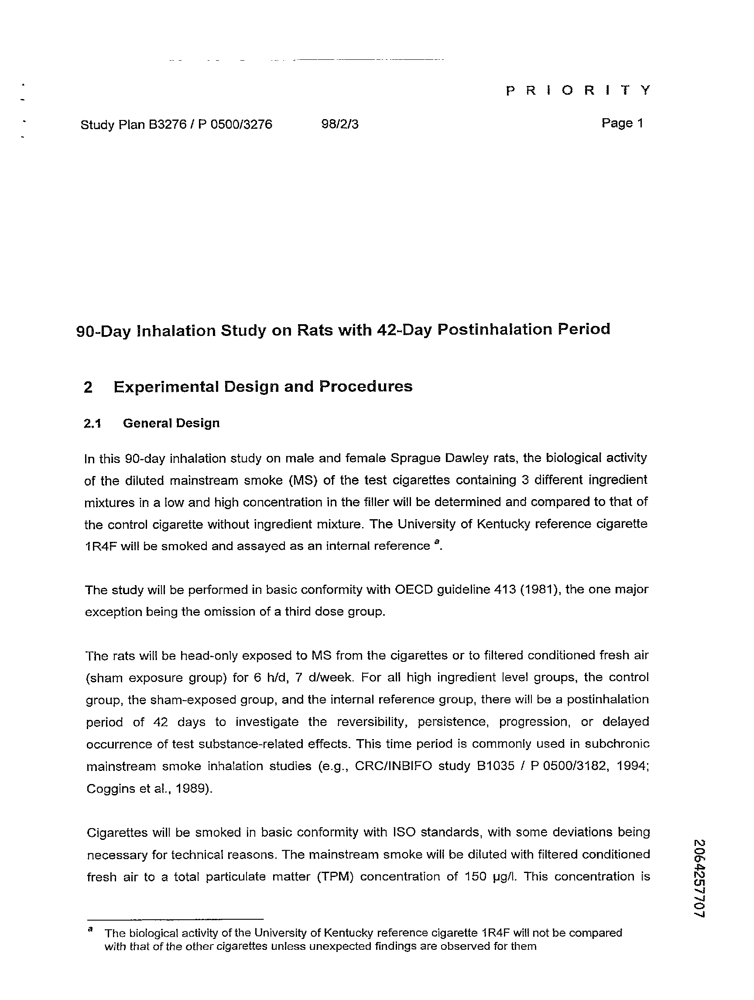 P R I O R I T Y
Study Plan B3276 / P 0500/3276 98/2/3 Page 1
90-Day Inhalation Study on Rats with 42-Day Postinhalation Period
2 Experimental Design and Procedures
2.1 General Design
In this 90-day inhalation study on male and female Sprague Dawley rats, the biological activity
of the diluted mainstream smoke (MS) of the test cigarettes containing 3 different ingredient
mixtures in a low and high concentration in the filler will be determined and compared to that of
the control cigarette without ingredient mixture. The University of Kentucky reference cigarette
1R4F will be smoked and assayed as an internal reference a.
The study will be performed in basic conformity with OECD guideline 413 (1981), the one major
exception being the omission of a third dose group.
The rats will be head-only exposed to MS from the cigarettes or to filtered conditioned fresh air
(sham exposure group) for 6 h/d, 7 d/week. For all high ingredient level groups, the control
group, the sham-exposed group, and the internal reference group, there will be a postinhalation
period of 42 days to investigate the reversibility, persistence, progression, or delayed
occurrence of test substance-related effects. This time period is commonly used in subchronic
mainstream smoke inhalation studies (e.g., CRC/INBIFO study B1035 / P 0500/3182, 1994;
Coggins et al., 1989).
Cigarettes will be smoked in basic conformity with ISO standards, with some deviations being
necessary for technical reasons. The mainstream smoke will be diluted with filtered conditioned
fresh air to a total particulate matter (TPM) concentration of 150 µg/l. This concentration is
a The biological activity of the University of Kentucky reference cigarette 1R4F will not be compared
with that of the other cigarettes unless unexpected findings are observed for them
2064257707